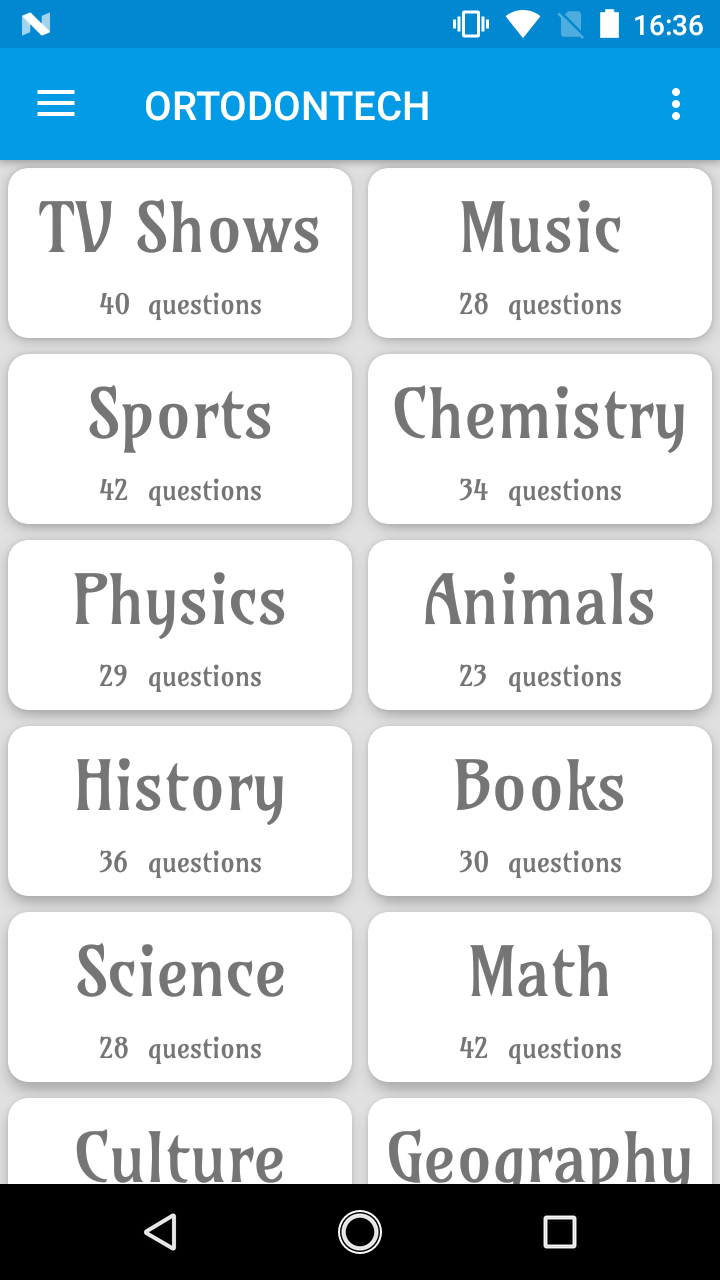 16:36
ORTODONTECH
TV Shows
40 questions
Music
28 questions
Sports
42 questions
Chemistry
34 questions
Physics
29 questions
Animals
23 questions
History
36 questions
Books
30 questions
Science
28 questions
Math
42 questions
Culture
Geography